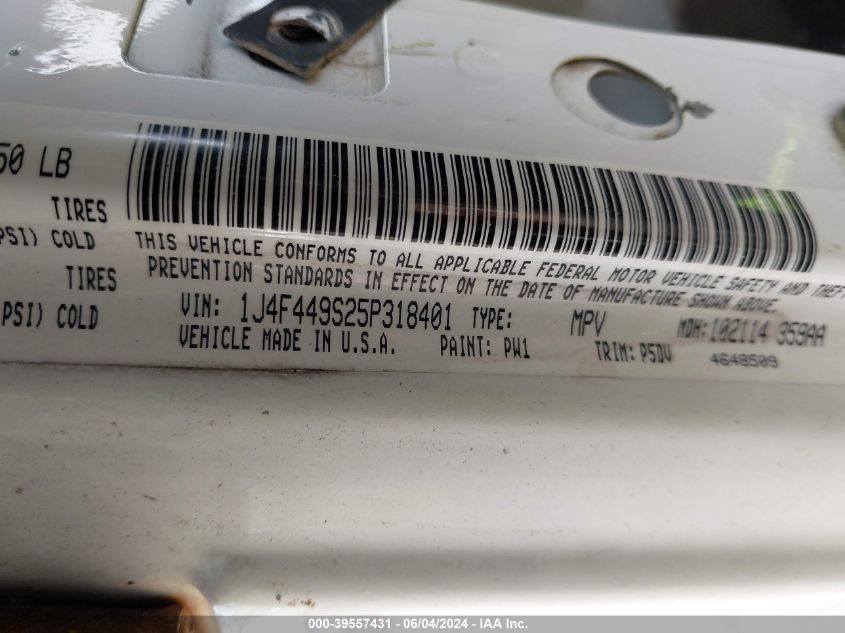 50 LB
TIRES
PSI) COLD
TIRES
PSI) COLD
THIS VEHICLE CONFORMS TO ALL APPLICABLE FEDERAL MOTOR VEHICLE SAFETY AND THEFT
PREVENTION STANDARDS IN EFFECT ON THE DATE OF MANUFACTURE SHOWN ABOVE.
VIN: 1J4F449S25P318401 TYPE: MPV MDH: 102114 359AA
VEHICLE MADE IN U.S.A. PAINT: PW1 TRIM: P5DV 4648509
000-39557431 - 06/04/2024 - IAA Inc.